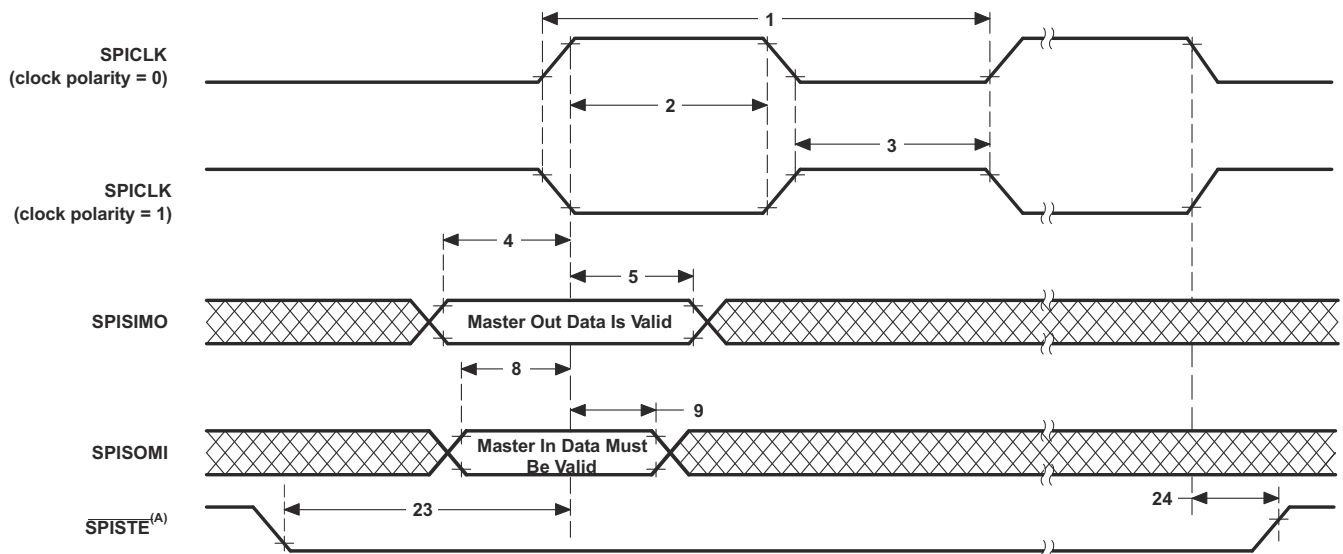 1
SPICLK
(clock polarity = 0)
2
3
SPICLK
(clock polarity = 1)
4
5
SPISIMO
Master Out Data Is Valid
8
9
SPISOMI
Master In Data Must
Be Valid
23
24
SPISTE(A)